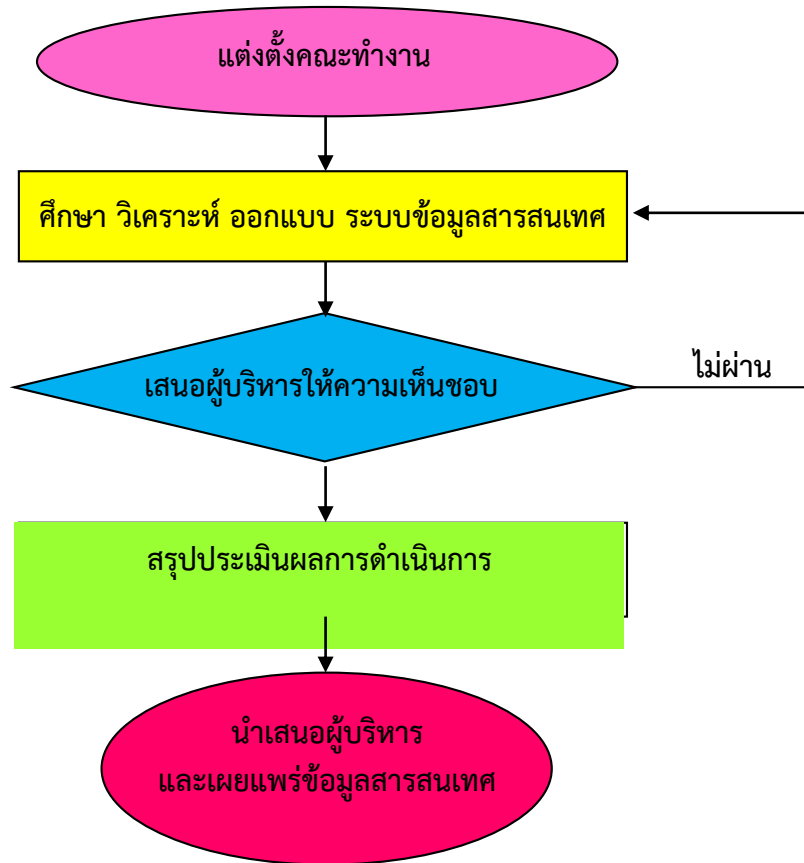 แต่งตั้งคณะทำงาน
ศึกษา วิเคราะห์ ออกแบบ ระบบข้อมูลสารสนเทศ
เสนอผู้บริหารให้ความเห็นชอบ
ไม่ผ่าน
สรุปประเมินผลการดำเนินการ
นำเสนอผู้บริหาร
และเผยแพร่ข้อมูลสารสนเทศ